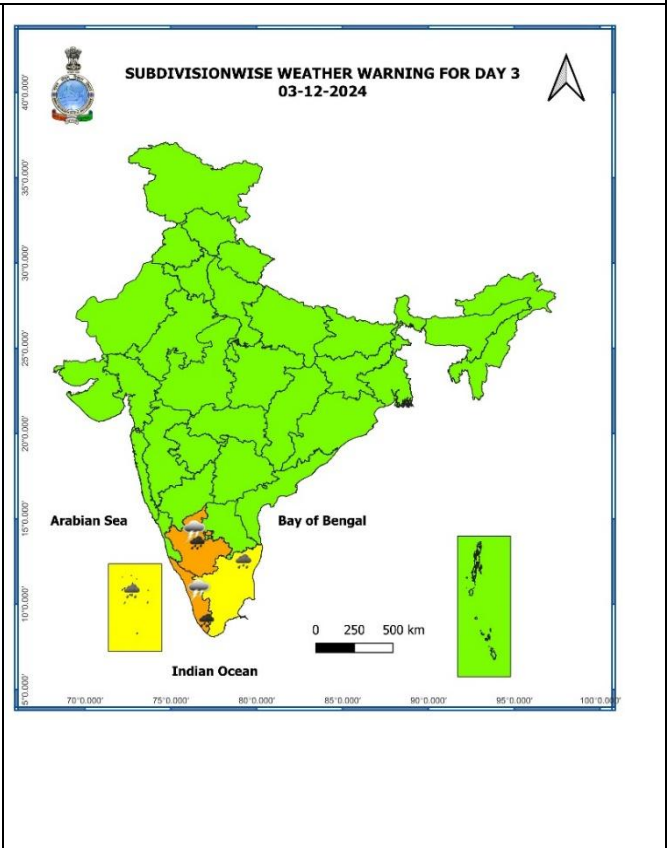 SUBDIVISIONWISE WEATHER WARNING FOR DAY 3
03-12-2024
40°0.000'
35°0.000'
30°0.000'
25°0.000'
20°0.000'
15°0.000'
10°0.000'
5°0.000'
Arabian Sea
Bay of Bengal
0 250 500 km
Indian Ocean
70°0.000' 75°0.000' 80°0.000' 85°0.000' 90°0.000' 95°0.000' 100°0.000'